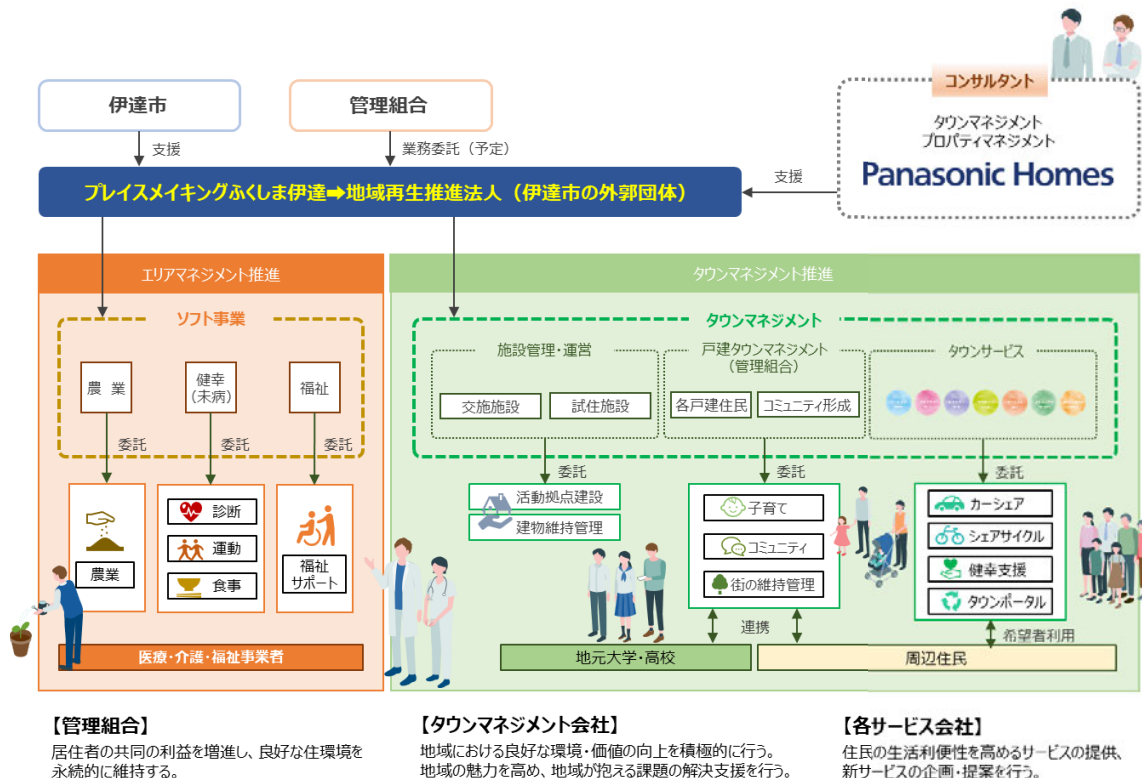 コンサルタント
伊達市
管理組合
タウンマネジメント
プロパティマネジメント
Panasonic Homes
支援
業務委託（予定）
支援
プレイスメイキングふくしま伊達➡地域再生推進法人（伊達市の外郭団体）
エリアマネジメント推進
タウンマネジメント推進
ソフト事業
タウンマネジメント
施設管理・運営
戸建タウンマネジメント
（管理組合）
タウンサービス
農 業
健幸
(未病)
福祉
交施施設
試住施設
各戸建住民
コミュニティ形成
委託
委託
委託
委託
委託
委託
農業
診断
運動
食事
福祉
サポート
活動拠点建設
建物維持管理
子育て
コミュニティ
街の維持管理
カーシェア
シェアサイクル
健幸支援
タウンポータル
連携
希望者利用
医療・介護・福祉事業者
地元大学・高校
周辺住民
【管理組合】
居住者の共同の利益を増進し、良好な住環境を
永続的に維持する。
【タウンマネジメント会社】
地域における良好な環境・価値の向上を積極的に行う。
地域の魅力を高め、地域が抱える課題の解決支援を行う。
【各サービス会社】
住民の生活利便性を高めるサービスの提供、
新サービスの企画・提案を行う。